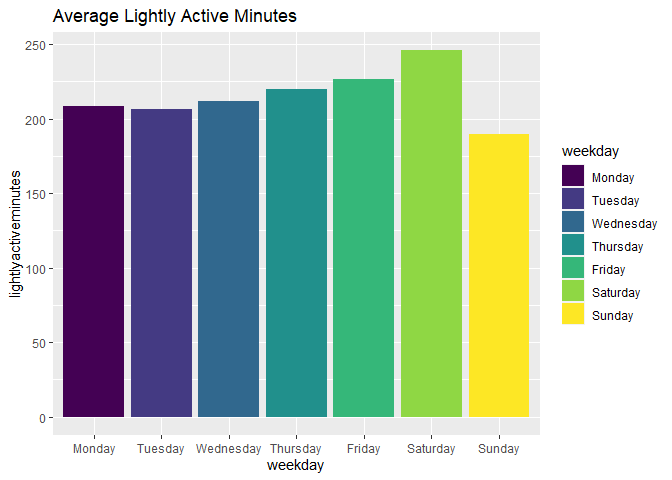 Average Lightly Active Minutes
lightlyactiveminutes
250
200
150
100
50
0
Monday Tuesday Wednesday Thursday Friday Saturday Sunday
weekday
weekday
Monday
Tuesday
Wednesday
Thursday
Friday
Saturday
Sunday